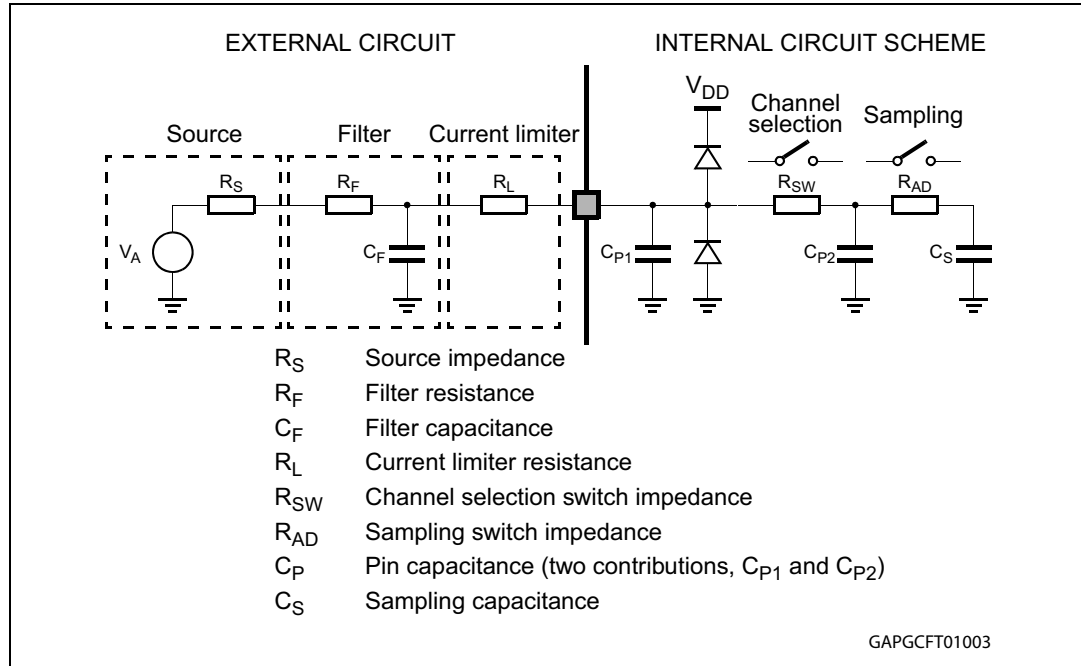 EXTERNAL CIRCUIT
INTERNAL CIRCUIT SCHEME
VDD
Channel
selection
Sampling
Source
Filter
Current limiter
RS
RF
RL
RSW
RAD
VA
CF
CP1
CP2
CS
RS Source impedance
RF Filter resistance
CF Filter capacitance
RL Current limiter resistance
RSW Channel selection switch impedance
RAD Sampling switch impedance
CP Pin capacitance (two contributions, CP1 and CP2)
CS Sampling capacitance
GAPGCFT01003